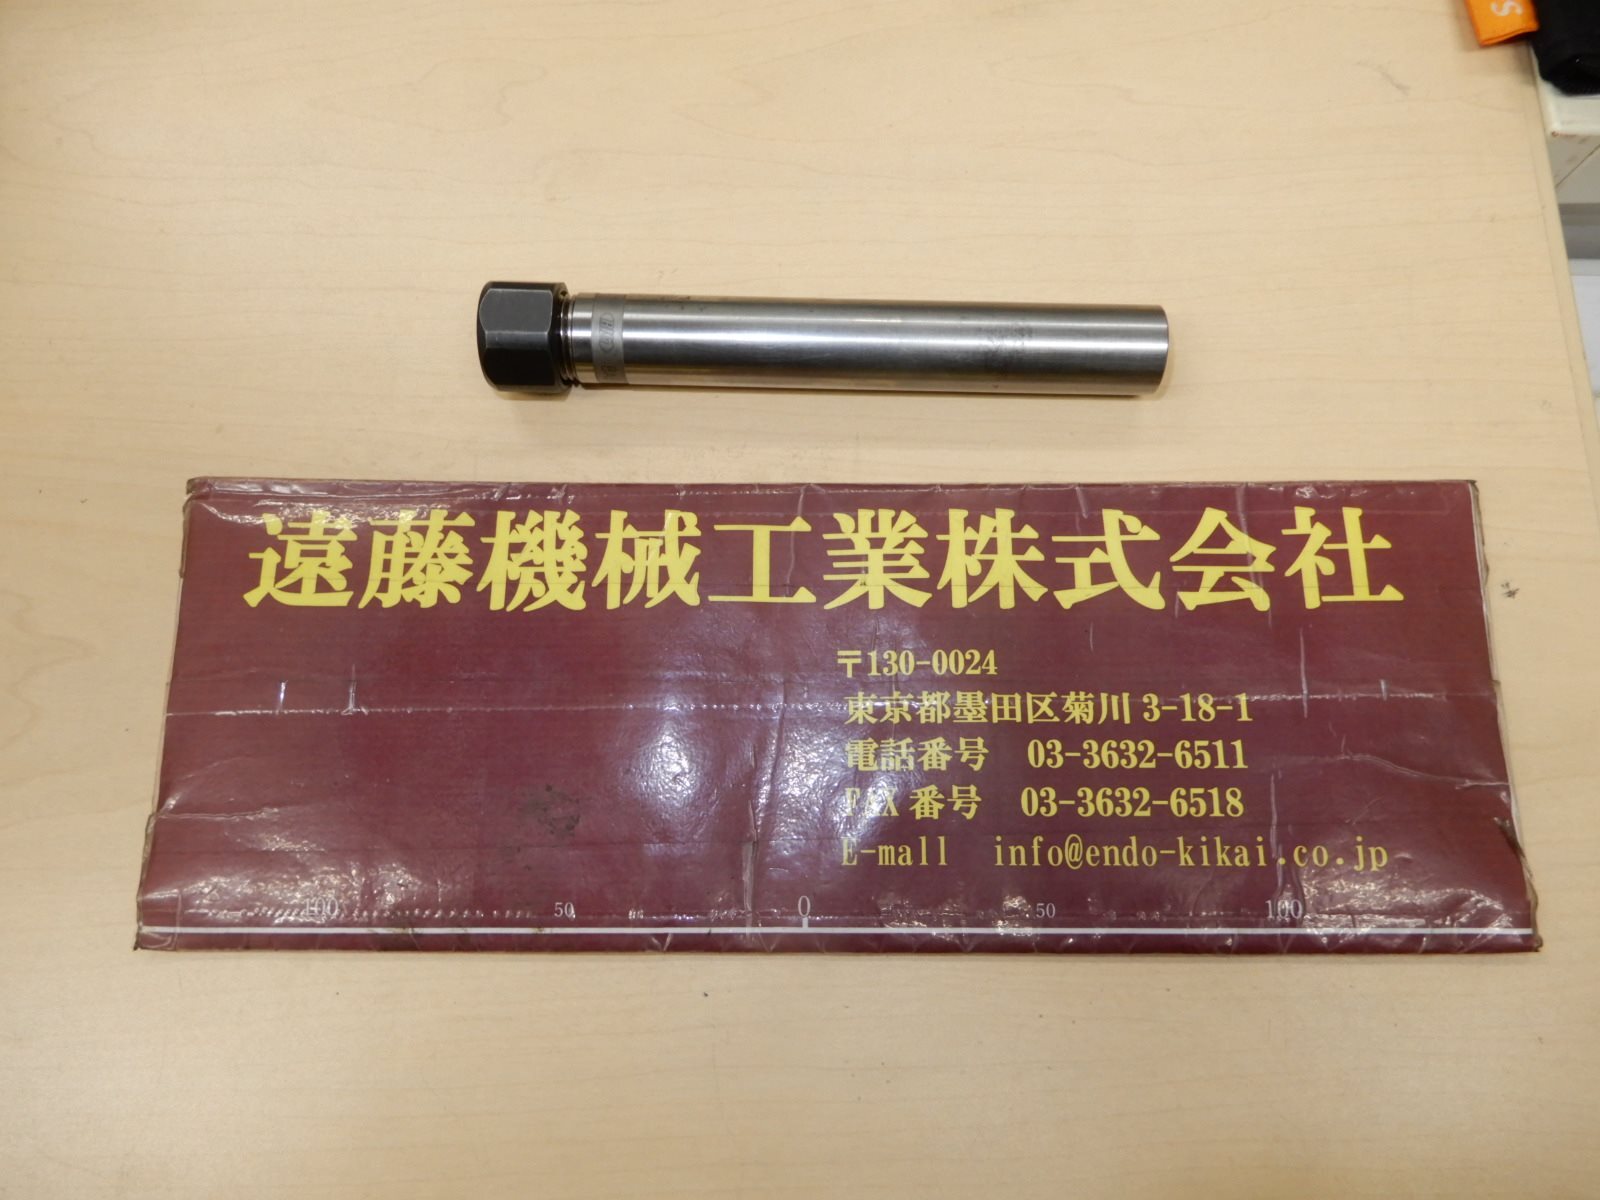 S
遠藤機械工業株式会社
〒130-0024
東京都墨田区菊川 3-18-1
電話番号 03-3632-6511
FAX 番号 03-3632-6518
E-mall info@endo-kikai.co.jp
100 50 0 50 100